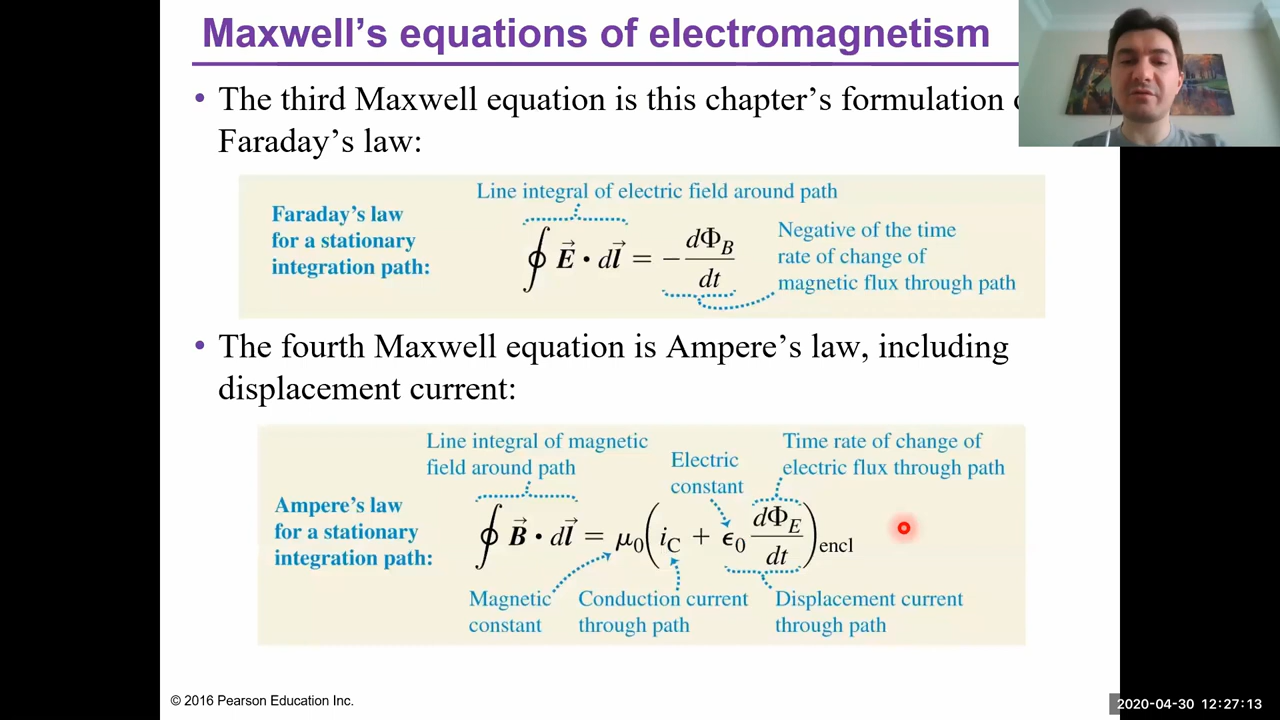 Maxwell's equations of electromagnetism
• The third Maxwell equation is this chapter's formulation
Faraday's law:
Line integral of electric field around path
Faraday's law
for a stationary
integration path:
∮ E⃗ • dl⃗ = − dΦ_B/dt
Negative of the time
rate of change of
magnetic flux through path
• The fourth Maxwell equation is Ampere's law, including
displacement current:
Line integral of magnetic
field around path
Electric
constant
Time rate of change of
electric flux through path
Ampere's law
for a stationary
integration path:
∮ B⃗ • dl⃗ = μ₀(i_C + ϵ₀ dΦ_E/dt)encl
Magnetic
constant
Conduction current
through path
Displacement current
through path
© 2016 Pearson Education Inc.
2020-04-30 12:27:13